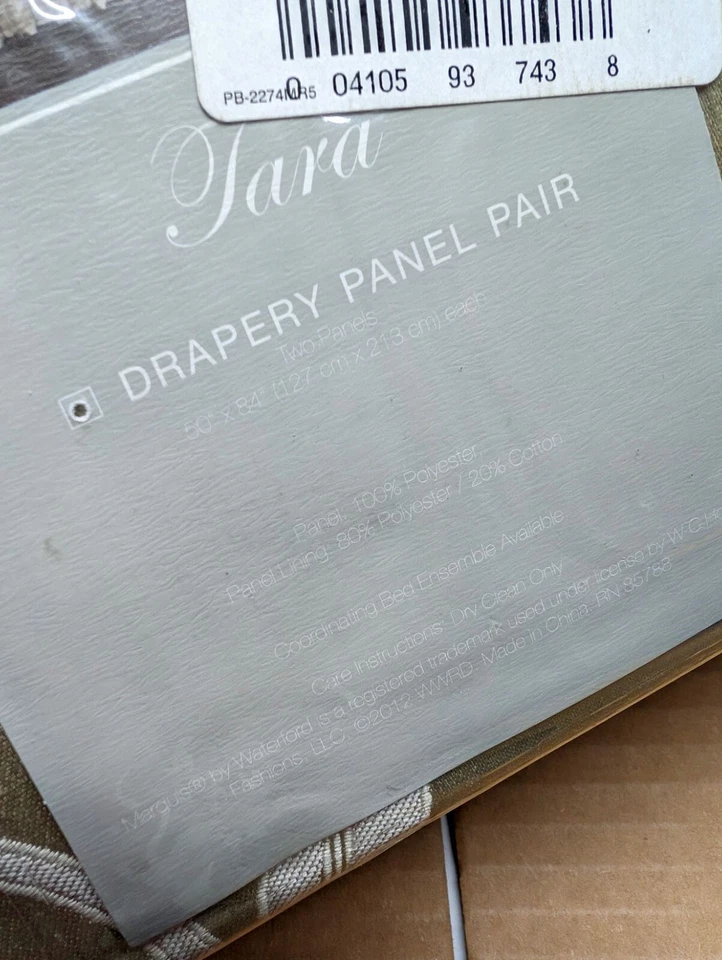 PB-2274MR5 0 04105 93 743 8
Tara
DRAPERY PANEL PAIR
Two Panels
50" x 84" (127 cm x 213 cm) each
Panel: 100% Polyester,
Panel Lining: 80% Polyester / 20% Cotton
Coordinating Bed Ensemble Available
Care Instructions: Dry Clean Only
Marquis® by Waterford is a registered trademark used under license by W-C
Fashions, LLC ©2012 WWRD Made in China. RN 95783